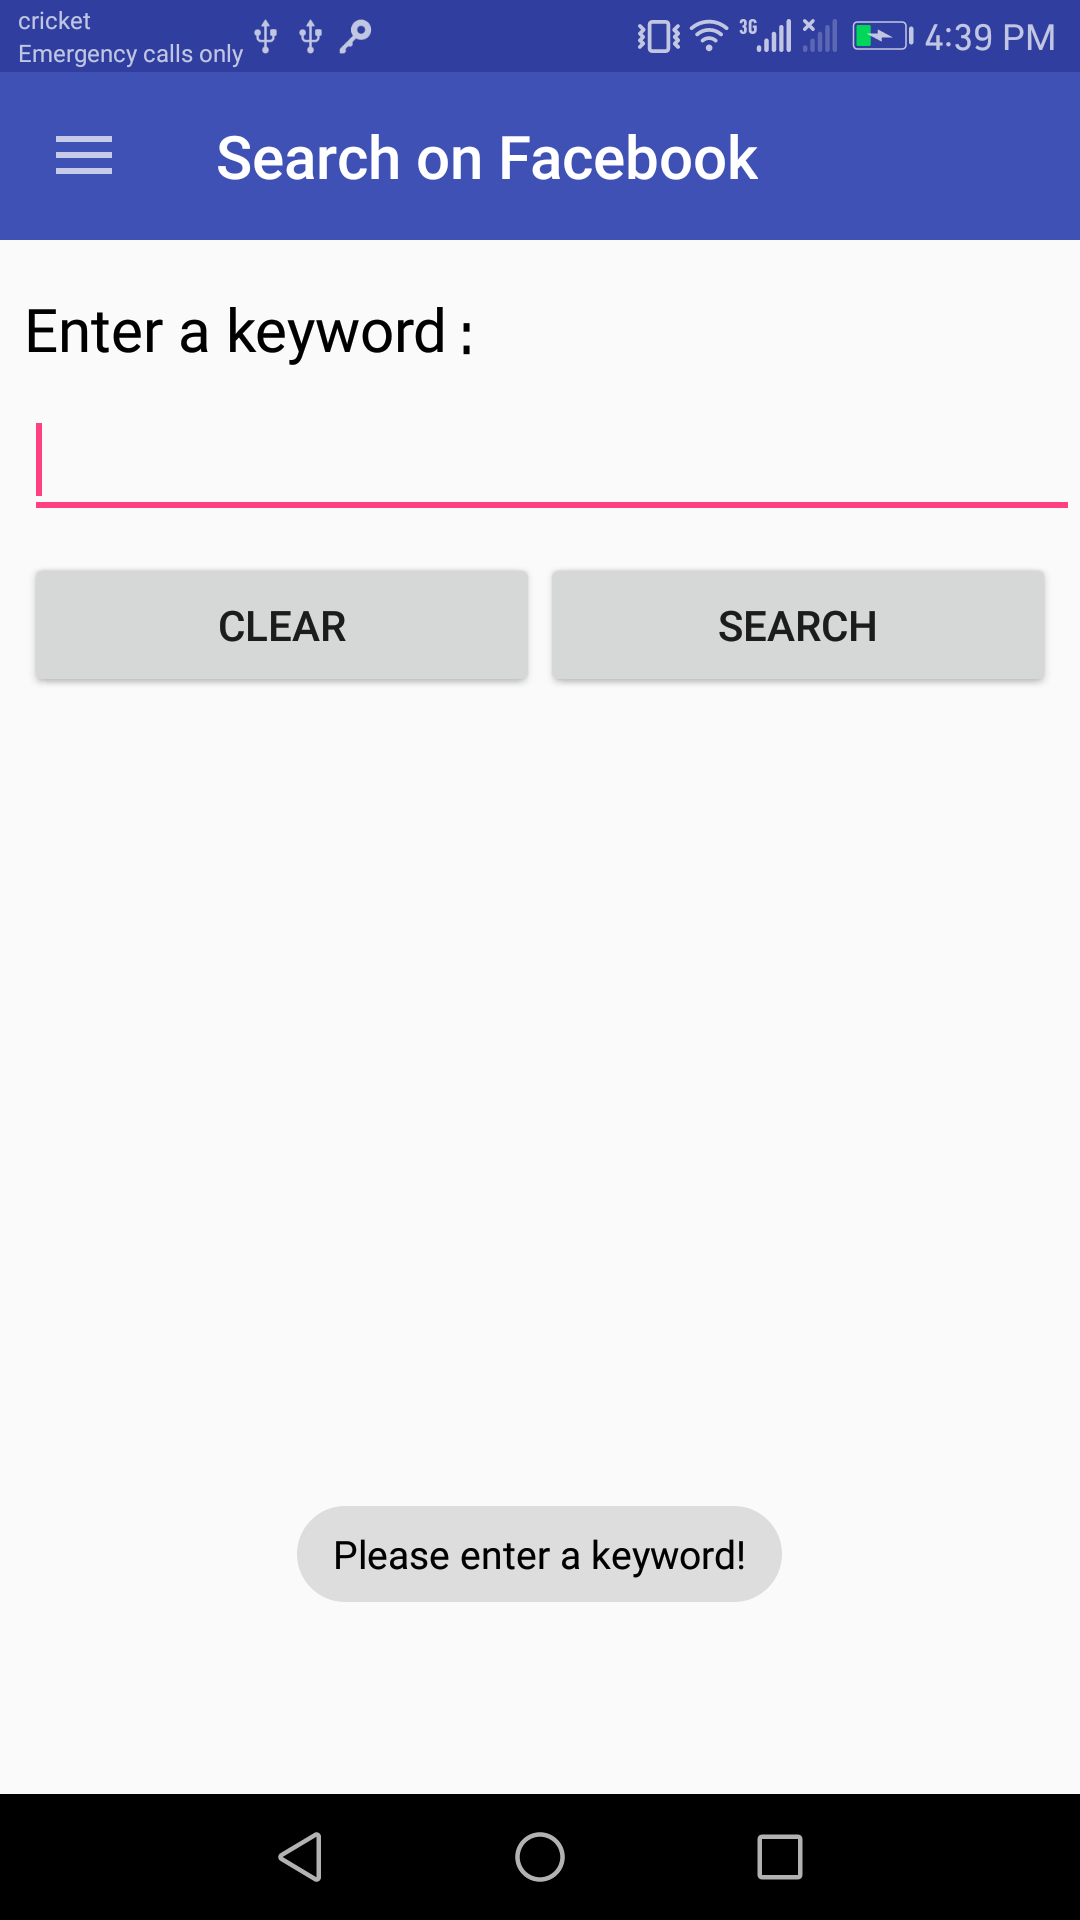 cricket
Emergency calls only
3G
4:39 PM
Search on Facebook
Enter a keyword :
CLEAR
SEARCH
Please enter a keyword!